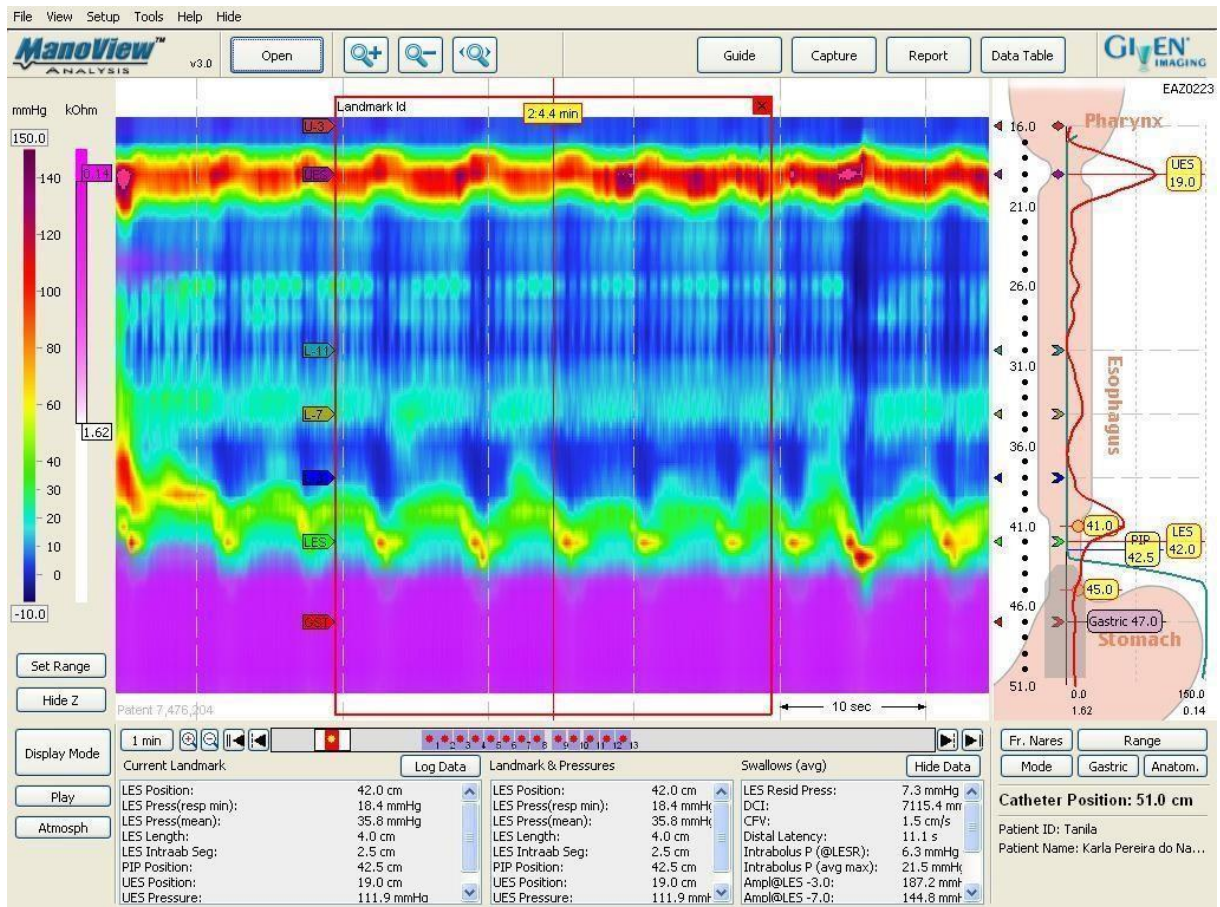 File View Setup Tools Help Hide
ManoView™
ANALYSIS
v3.0
Open
Guide
Capture
Report
Data Table
GIVEN
IMAGING
EAZ0223
mmHg kOhm
150.0
140
0.14
120
100
80
60
1.62
40
30
20
10
0
-10.0
Set Range
Hide Z
Landmark Id
2:4.4 min
U-3
UES
L-11
L-7
LES
GST
Patent 7,476,204
10 sec
Pharynx
Esophagus
Stomach
16.0
21.0
26.0
31.0
36.0
41.0
46.0
51.0
UES
19.0
41.0
PIP
42.5
LES
42.0
45.0
Gastric 47.0
0.0 150.0
1.62 0.14
Display Mode
Play
Atmosph
1 min
1 2 3 4 5 6 7 8 9 10 11 12 13
Current Landmark
Log Data
LES Position: 42.0 cm
LES Press(resp min): 18.4 mmHg
LES Press(mean): 35.8 mmHg
LES Length: 4.0 cm
LES Intraab Seg: 2.5 cm
PIP Position: 42.5 cm
UES Position: 19.0 cm
UES Pressure: 111.9 mmHg
Landmark & Pressures
LES Position: 42.0 cm
LES Press(resp min): 18.4 mmHg
LES Press(mean): 35.8 mmHg
LES Length: 4.0 cm
LES Intraab Seg: 2.5 cm
PIP Position: 42.5 cm
UES Position: 19.0 cm
UES Pressure: 111.9 mmH
Swallows (avg)
Hide Data
LES Resid Press: 7.3 mmHg
DCI: 7115.4 mm
CFV: 1.5 cm/s
Distal Latency: 11.1 s
Intrabolus P (@LESR): 6.3 mmHg
Intrabolus P (avg max): 21.5 mmHg
Ampl@LES -3.0: 187.2 mmH
Ampl@LES -7.0: 144.8 mmH
Fr. Nares
Range
Mode
Gastric
Anatom.
Catheter Position: 51.0 cm
Patient ID: Tanila
Patient Name: Karla Pereira do Na...